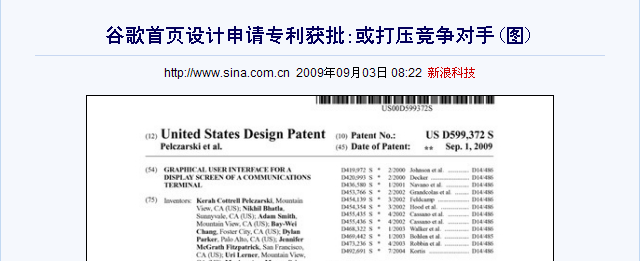 谷歌首页设计申请专利获批:或打压竞争对手(图)
http://www.sina.com.cn 2009年09月03日 08:22 新浪科技
US00D599372S
(12) United States Design Patent (10) Patent No.: US D599,372 S
Pelczarski et al. (45) Date of Patent: ** Sep. 1, 2009
(54) GRAPHICAL USER INTERFACE FOR A
DISPLAY SCREEN OF A COMMUNICATIONS
TERMINAL
(75) Inventors: Kerah Cottrell Pelczarski, Mountain
View, CA (US); Nikhil Bhatla,
Sunnyvale, CA (US); Adam Smith,
Mountain View, CA (US); Bay-Wei
Chang, Foster City, CA (US); Dylan
Parker, Palo Alto, CA (US); Jennifer
McGrath Fitzpatrick, San Francisco,
CA (US); Uri Lerner, Mountain View,
D419,972 S * 2/2000 Johnson et al. D14/486
D420,993 S * 2/2000 Decker D14/486
D436,580 S * 1/2001 Navano et al. D14/486
D453,766 S * 2/2002 Grandcolas et al. D14/486
D454,139 S * 3/2002 Feldcamp D14/486
D454,354 S * 3/2002 Hood et al. D14/486
D455,435 S * 4/2002 Cassano et al. D14/486
D455,436 S * 4/2002 Cassano et al. D14/486
D468,322 S * 1/2003 Walker et al. D14/486
D469,442 S * 1/2003 Bohlen et al. D14/485
D473,236 S * 4/2003 Robbin et al. D14/486
D492,691 S * 7/2004 Kortis D14/486